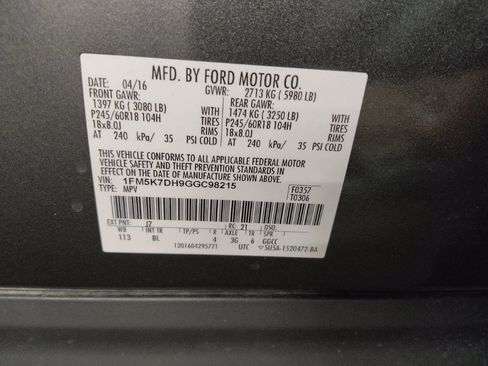 MFD. BY FORD MOTOR CO.
DATE: 04/16 GVWR: 2713 KG ( 5980 LB)
FRONT GAWR: REAR GAWR:
1397 KG ( 3080 LB) 1474 KG ( 3250 LB)
P245/60R18 104H TIRES P245/60R18 104H TIRES
18x8.0J RIMS 18x8.0J RIMS
AT 240 kPa/ 35 PSI COLD AT 240 kPa/ 35 PSI COLD
THIS VEHICLE CONFORMS TO ALL APPLICABLE FEDERAL MOTOR
VEHICLE SAFETY AND THEFT PREVENTION STANDARDS IN
EFFECT ON THE DATE OF MANUFACTURE SHOWN ABOVE.
VIN: 1FM5K7DH9GGC98215 F0357
TYPE: MPV T0306
EXT PNT: J7 RC: 21 DSO:
WB INT TR TP/PS R AXLE TR SPR
113 BL 4 3G 6 GGCC
1201604295771 UTC 5U5A-1520472-BA